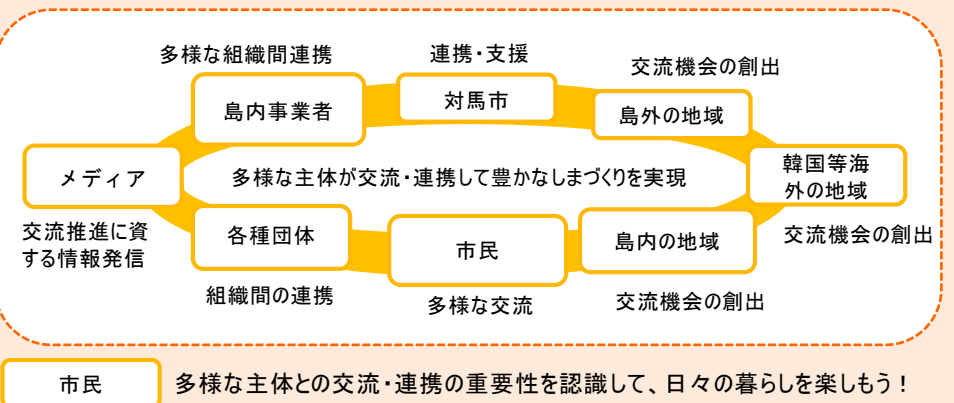 多様な組織間連携
連携・支援
交流機会の創出
島内事業者
対馬市
島外の地域
メディア
多様な主体が交流・連携して豊かなしまづくりを実現
韓国等海
外の地域
交流推進に資
する情報発信
各種団体
市民
島内の地域
交流機会の創出
組織間の連携
多様な交流
交流機会の創出
市民
多様な主体との交流・連携の重要性を認識して、日々の暮らしを楽しもう！